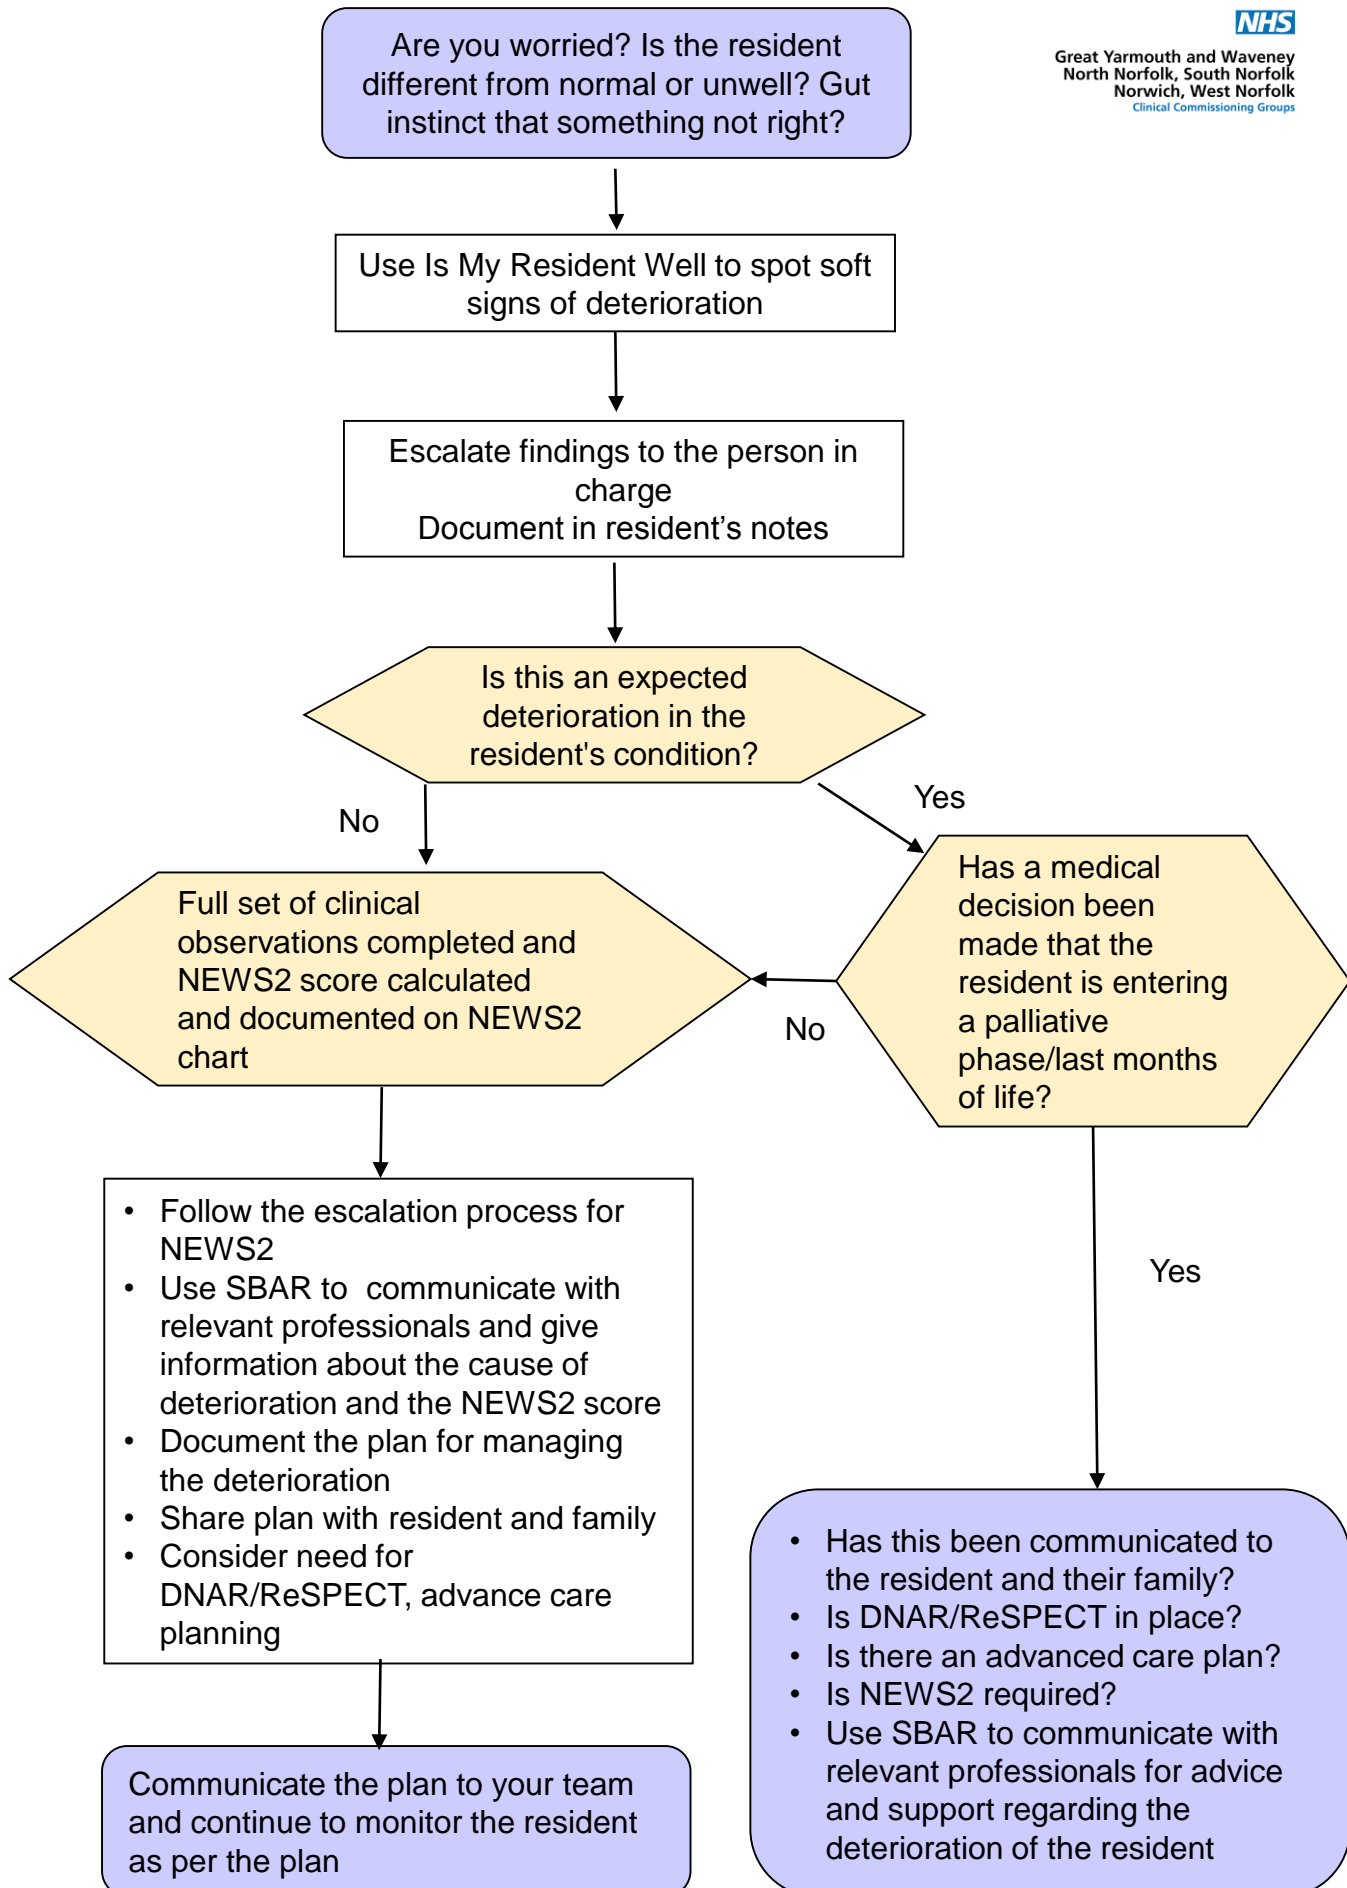 Are you worried? Is the resident
different from normal or unwell? Gut
instinct that something not right?
NHS
Great Yarmouth and Waveney
North Norfolk, South Norfolk
Norwich, West Norfolk
Clinical Commissioning Groups
Use Is My Resident Well to spot soft
signs of deterioration
Escalate findings to the person in
charge
Document in resident’s notes
Is this an expected
deterioration in the
resident's condition?
No
Yes
Full set of clinical
observations completed and
NEWS2 score calculated
and documented on NEWS2
chart
No
Has a medical
decision been
made that the
resident is entering
a palliative
phase/last months
of life?
Yes
• Follow the escalation process for
NEWS2
• Use SBAR to  communicate with
relevant professionals and give
information about the cause of
deterioration and the NEWS2 score
• Document the plan for managing
the deterioration
• Share plan with resident and family
• Consider need for
DNAR/ReSPECT, advance care
planning
Communicate the plan to your team
and continue to monitor the resident
as per the plan
• Has this been communicated to
the resident and their family?
• Is DNAR/ReSPECT in place?
• Is there an advanced care plan?
• Is NEWS2 required?
• Use SBAR to communicate with
relevant professionals for advice
and support regarding the
deterioration of the resident